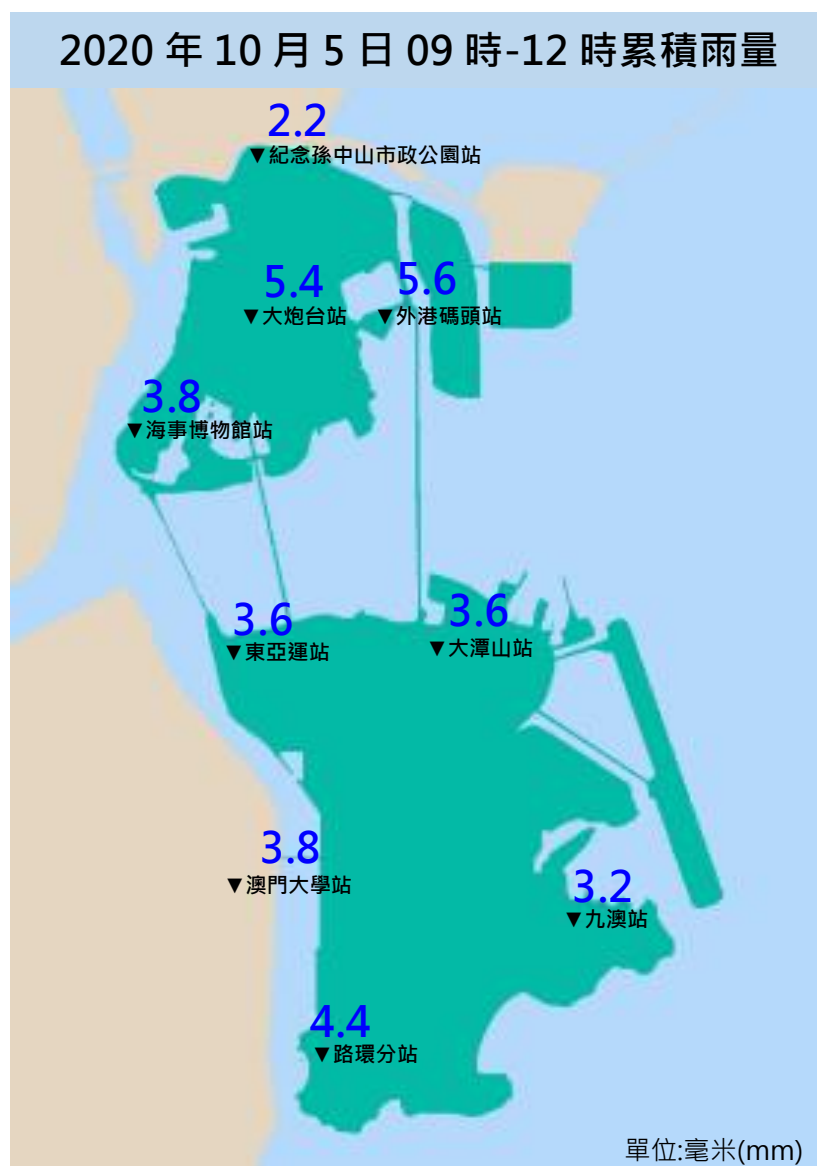 2020 年 10 月 5 日 09 時-12 時累積雨量
2.2
▼紀念孫中山市政公園站
5.4
▼大炮台站
5.6
▼外港碼頭站
3.8
▼海事博物館站
3.6
▼東亞運站
3.6
▼大潭山站
3.8
▼澳門大學站
3.2
▼九澳站
4.4
▼路環分站
單位:毫米(mm)